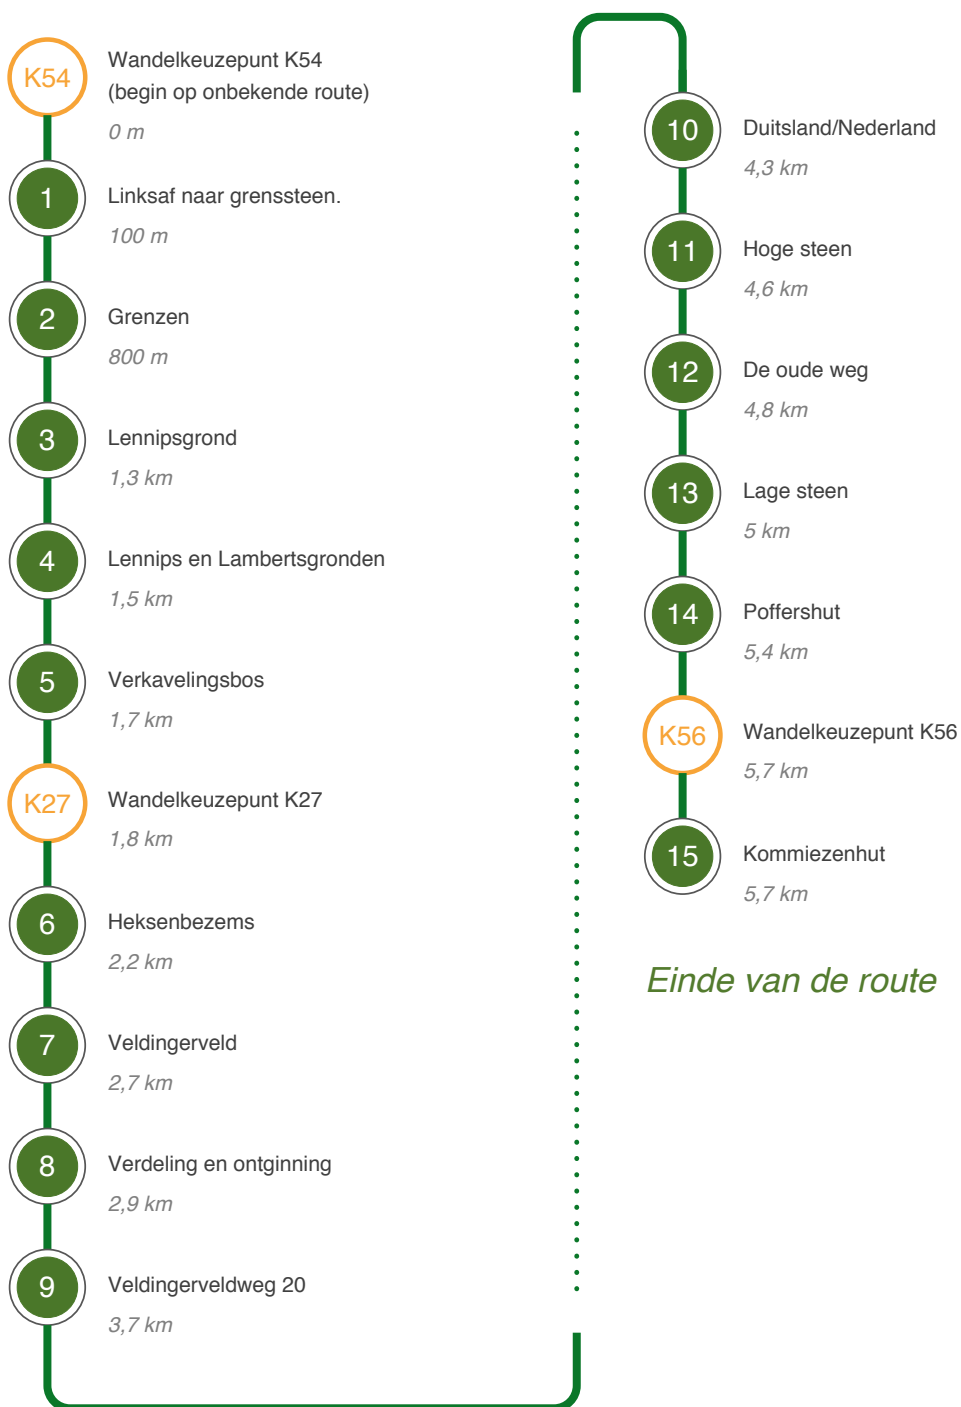 K54
Wandelkeuzepunt K54
(begin op onbekende route)
0 m
1
Linksaf naar grenssteen.
100 m
2
Grenzen
800 m
3
Lennipsgrond
1,3 km
4
Lennips en Lambertsgronden
1,5 km
5
Verkavelingsbos
1,7 km
K27
Wandelkeuzepunt K27
1,8 km
6
Heksenbezems
2,2 km
7
Veldingerveld
2,7 km
8
Verdeling en ontginning
2,9 km
9
Veldingerveldweg 20
3,7 km
10
Duitsland/Nederland
4,3 km
11
Hoge steen
4,6 km
12
De oude weg
4,8 km
13
Lage steen
5 km
14
Poffershut
5,4 km
K56
Wandelkeuzepunt K56
5,7 km
15
Kommiezenhut
5,7 km
Einde van de route